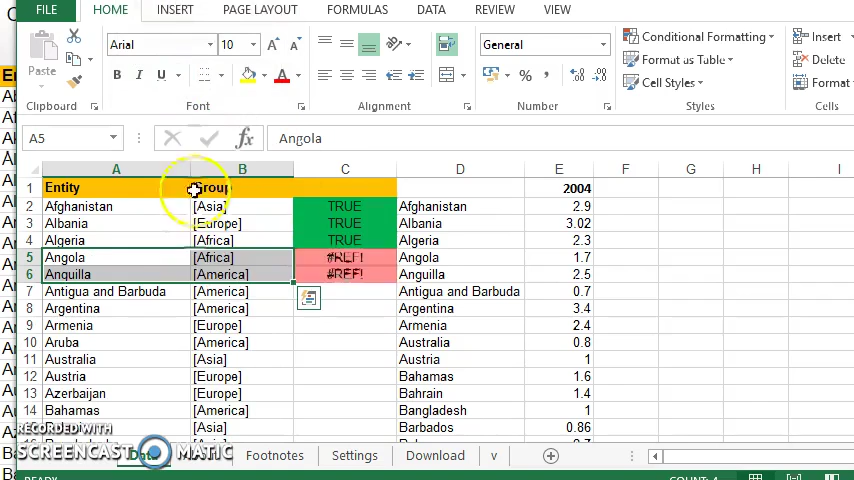 FILE HOME INSERT PAGE LAYOUT FORMULAS DATA REVIEW VIEW
Arial 10 General Conditional Formatting Insert
Paste B I U A % , Format as Table Delete
Cell Styles Format
Clipboard Font Alignment Number Styles Cells
A5 fx Angola
A B C D E F G H I
1 Entity Group 2004
2 Afghanistan [Asia] TRUE Afghanistan 2.9
3 Albania [Europe] TRUE Albania 3.02
4 Algeria [Africa] TRUE Algeria 2.3
5 Angola [Africa] #REF! Angola 1.7
6 Anquilla [America] #REF! Anguilla 2.5
7 Antigua and Barbuda [America] Antigua and Barbuda 0.7
8 Argentina [America] Argentina 3.4
9 Armenia [Europe] Armenia 2.4
10 Aruba [America] Australia 0.8
11 Australia [Asia] Austria 1
12 Austria [Europe] Bahamas 1.6
13 Azerbaijan [Europe] Bahrain 1.4
14 Bahamas [America] Bangladesh 1
Barbados 0.86
RECORDED WITH
SCREENCAST MATIC
Data Footnotes Settings Download v
COUNT: 4